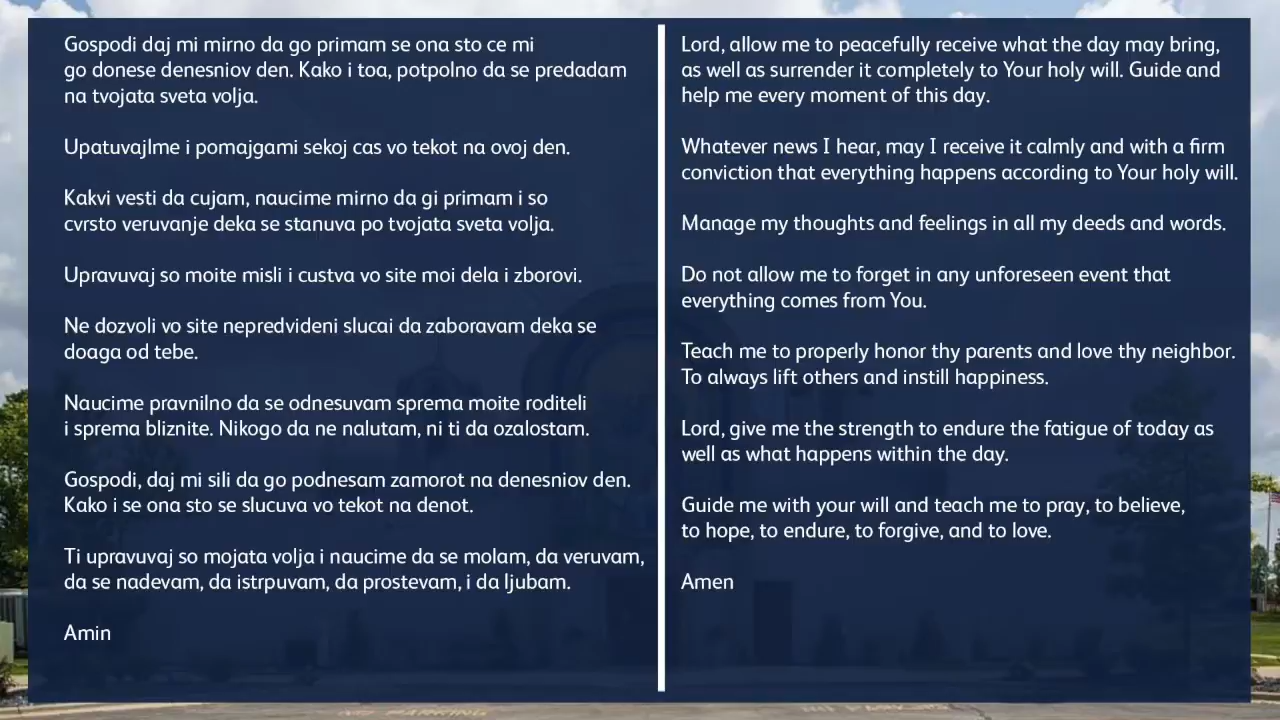 Gospodi daj mi mirno da go primam se ona sto ce mi
go donese denesniov den. Kako i toa, potpolno da se predadam
na tvojata sveta volja.
Upatuvajlme i pomajgami sekoj cas vo tekot na ovoj den.
Kakvi vesti da cujam, naucime mirno da gi primam i so
cvrsto veruvanje deka se stanuva po tvojata sveta volja.
Upravuvaj so moite misli i custva vo site moi dela i zborovi.
Ne dozvoli vo site nepredvideni slucai da zaboravam deka se
doaga od tebe.
Naucime pravnilno da se odnesuvam sprema moite roditeli
i sprema bliznite. Nikogo da ne nalutam, ni ti da ozalostam.
Gospodi, daj mi sili da go podnesam zamorot na denesniov den.
Kako i se ona sto se slucuva vo tekot na denot.
Ti upravuvaj so mojata volja i naucime da se molam, da veruvam,
da se nadevam, da istrpuvam, da prostevam, i da ljubam.
Amin
Lord, allow me to peacefully receive what the day may bring,
as well as surrender it completely to Your holy will. Guide and
help me every moment of this day.
Whatever news I hear, may I receive it calmly and with a firm
conviction that everything happens according to Your holy will.
Manage my thoughts and feelings in all my deeds and words.
Do not allow me to forget in any unforeseen event that
everything comes from You.
Teach me to properly honor thy parents and love thy neighbor.
To always lift others and instill happiness.
Lord, give me the strength to endure the fatigue of today as
well as what happens within the day.
Guide me with your will and teach me to pray, to believe,
to hope, to endure, to forgive, and to love.
Amen
NO PARKING